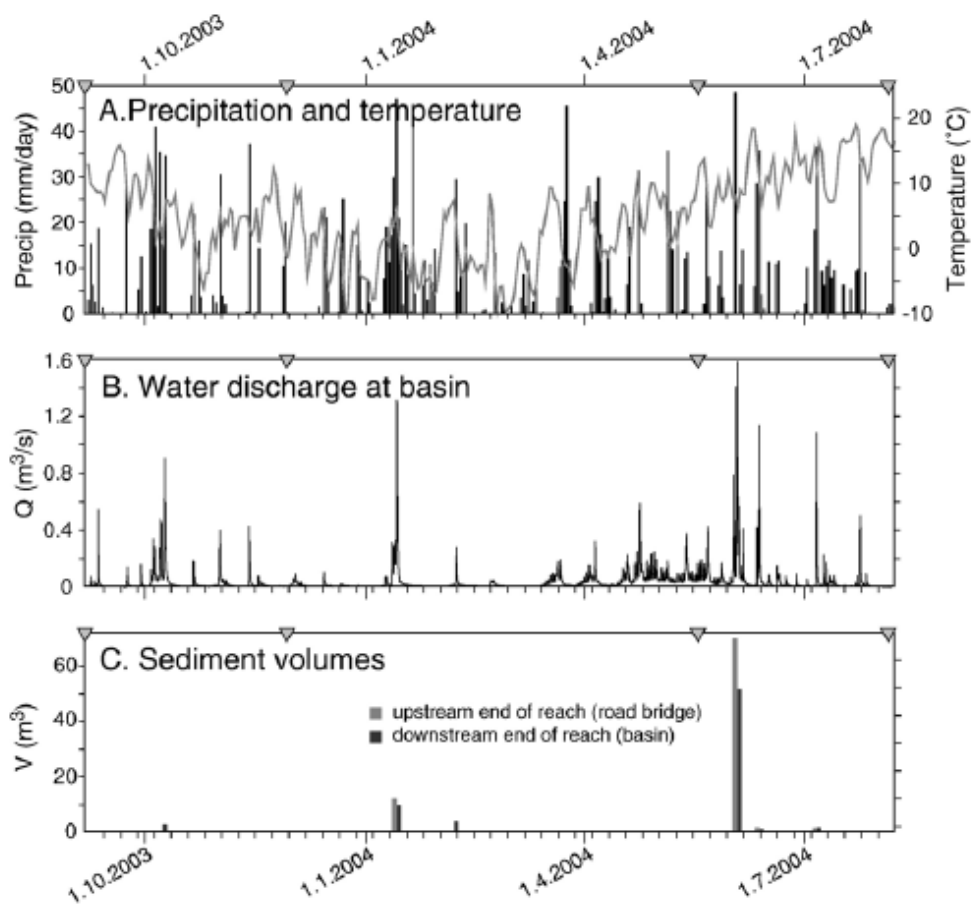 1.10.2003 1.1.2004 1.4.2004 1.7.2004
A.Precipitation and temperature
Precip (mm/day)
50
40
30
20
10
0
Temperature (˚C)
20
10
0
-10
B. Water discharge at basin
Q (m³/s)
1.6
1.2
0.8
0.4
0
C. Sediment volumes
upstream end of reach (road bridge)
downstream end of reach (basin)
V (m³)
60
40
20
0
1.10.2003 1.1.2004 1.4.2004 1.7.2004